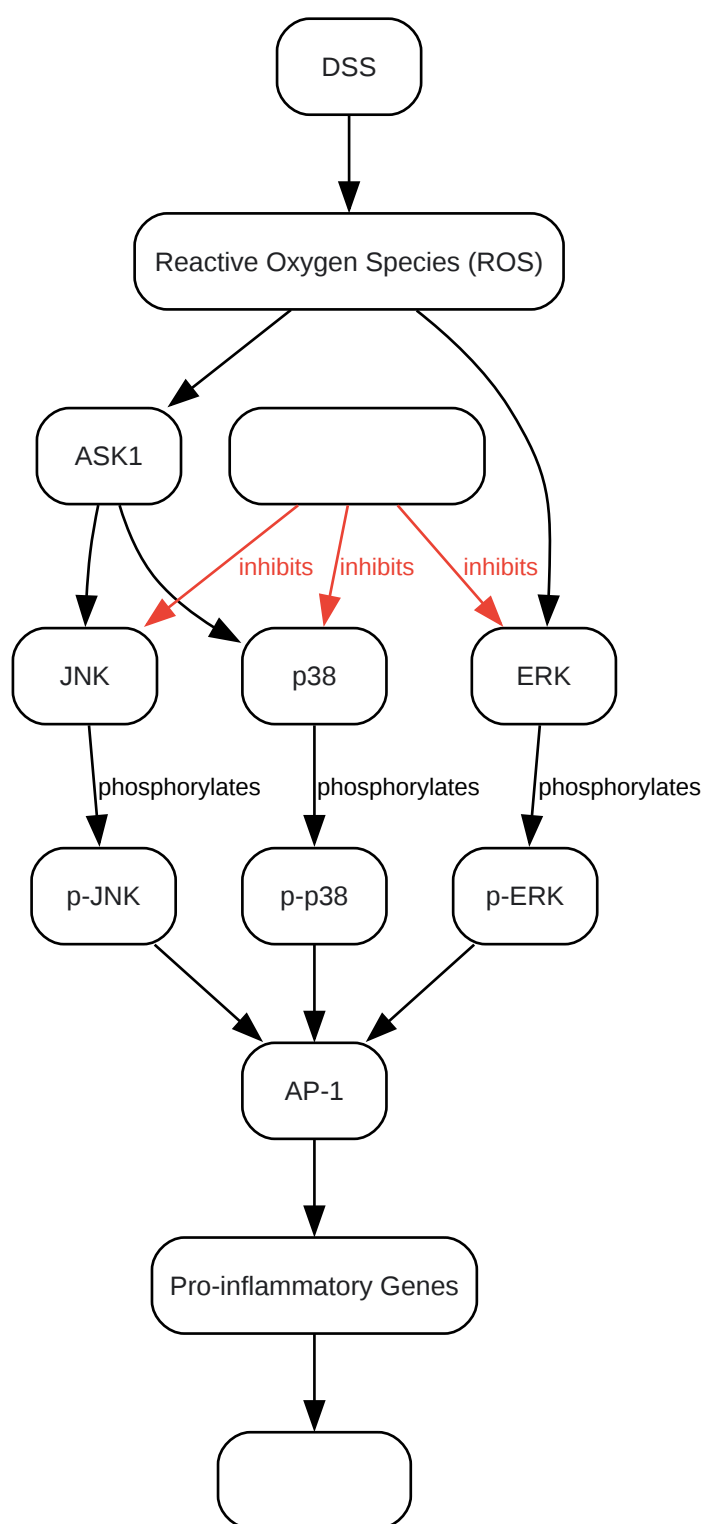 DSS
Reactive Oxygen Species (ROS)
ASK1
inhibits
inhibits
inhibits
JNK
p38
ERK
phosphorylates
phosphorylates
phosphorylates
p-JNK
p-p38
p-ERK
AP-1
Pro-inflammatory Genes